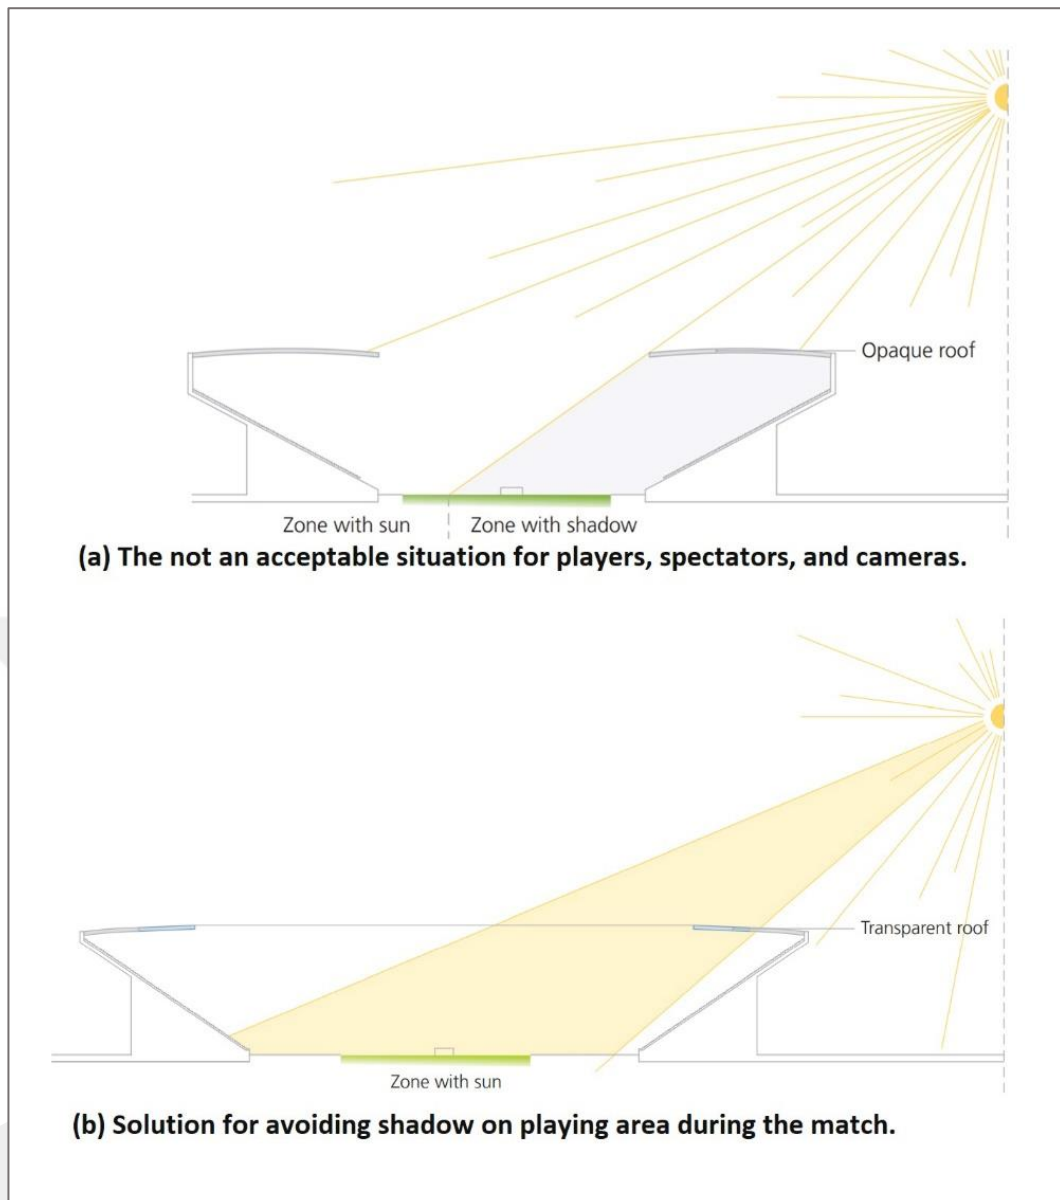 Opaque roof
Zone with sun
Zone with shadow
(a) The not an acceptable situation for players, spectators, and cameras.
Transparent roof
Zone with sun
(b) Solution for avoiding shadow on playing area during the match.